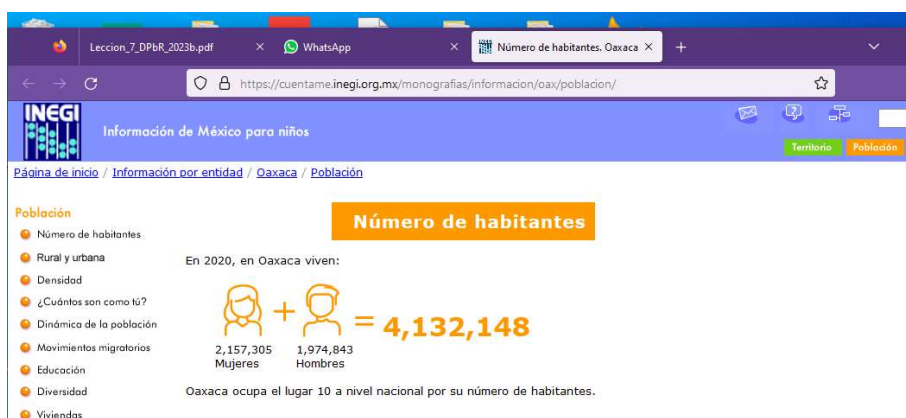 Leccion_7_DPbR_2023b.pdf × WhatsApp × Número de habitantes. Oaxaca × +
https://cuentame.inegi.org.mx/monografias/informacion/oax/poblacion/
INEGI
Información de México para niños
Territorio Población
Página de inicio / Información por entidad / Oaxaca / Población
Población
Número de habitantes
Número de habitantes
Rural y urbana
En 2020, en Oaxaca viven:
Densidad
¿Cuántos son como tú?
Dinámica de la población
+ = 4,132,148
Movimientos migratorios
2,157,305 1,974,843
Mujeres Hombres
Educación
Diversidad
Oaxaca ocupa el lugar 10 a nivel nacional por su número de habitantes.
Viviendas